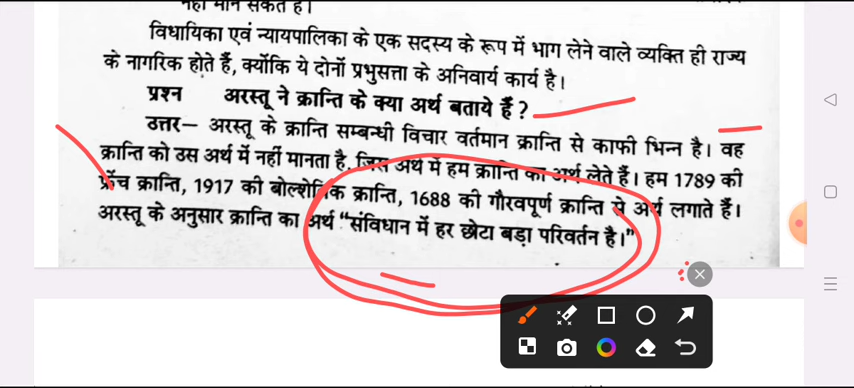 नहीं मान सकते हैं।
विधायिका एवं न्यायपालिका के एक सदस्य के रूप में भाग लेने वाले व्यक्ति ही राज्य
के नागरिक होते हैं, क्योंकि ये दोनों प्रभुसत्ता के अनिवार्य कार्य है।
प्रश्न अरस्तू ने क्रान्ति के क्या अर्थ बताये हैं?
उत्तर– अरस्तू के क्रान्ति सम्बन्धी विचार वर्तमान क्रान्ति से काफी भिन्न है। वह
क्रान्ति को उस अर्थ में नहीं मानता है, जिस अर्थ में हम क्रान्ति का अर्थ लेते हैं। हम 1789 की
फ्रेंच क्रान्ति, 1917 की बोल्शेविक क्रान्ति, 1688 की गौरवपूर्ण क्रान्ति से अर्थ लगाते हैं।
अरस्तू के अनुसार क्रान्ति का अर्थ “संविधान में हर छोटा बड़ा परिवर्तन है।”